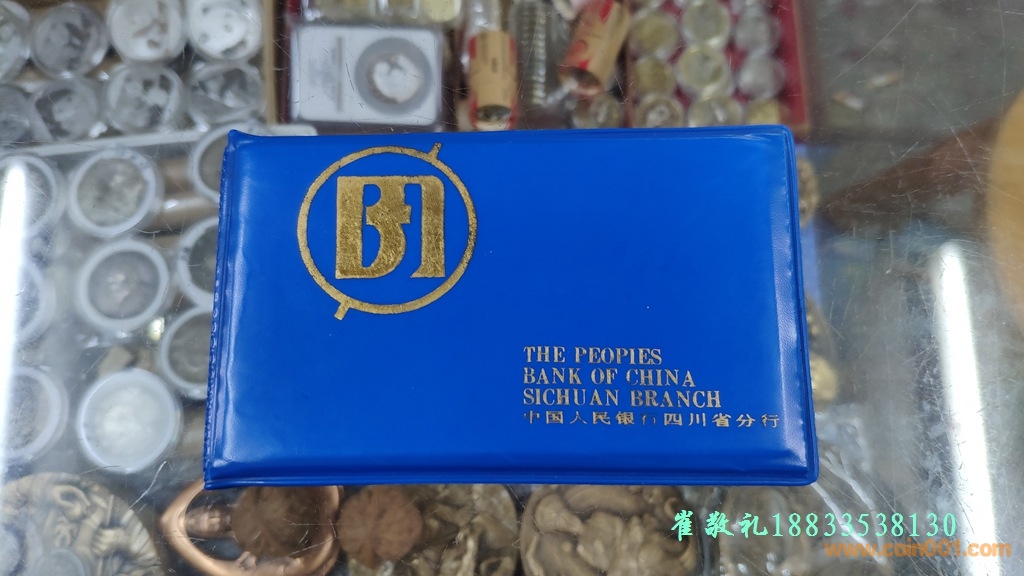 THE PEOPIES
BANK OF CHINA
SICHUAN BRANCH
中国人民银行四川省分行
崔敬礼18833538130
www.coin001.com